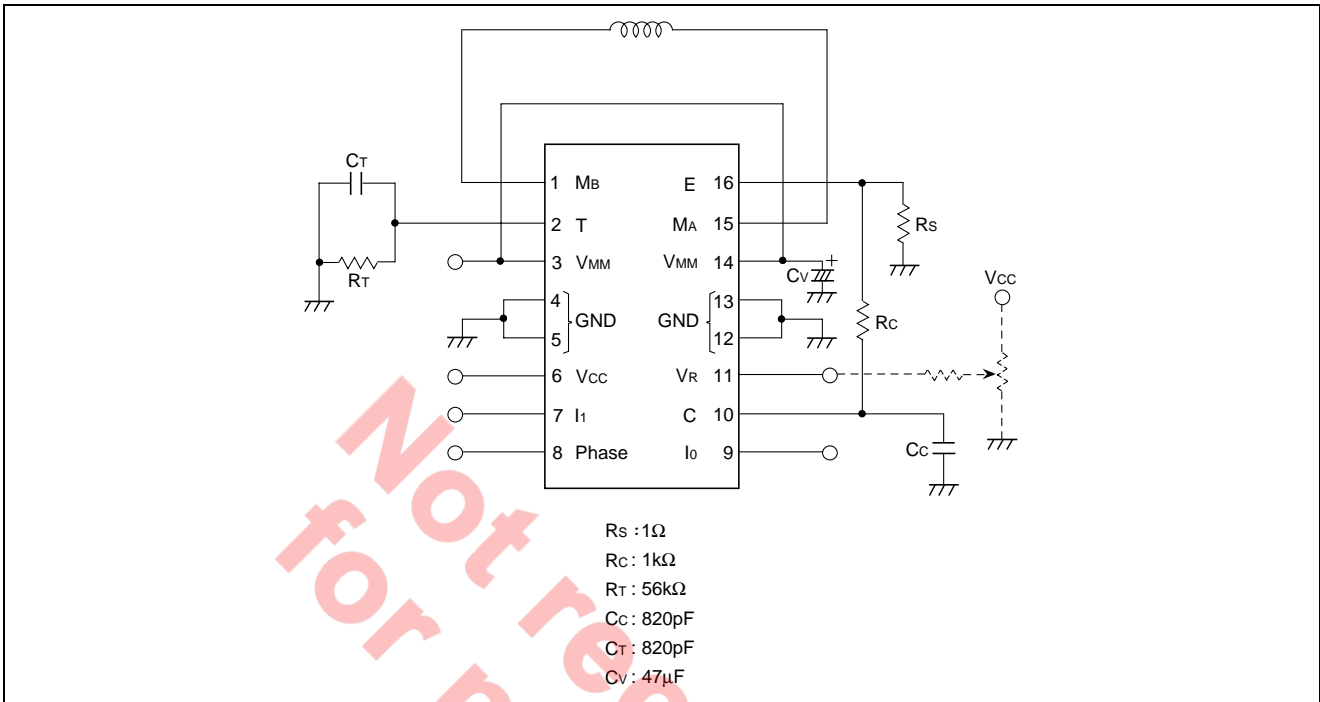 CT
RT
1 MB
2 T
3 VMM
4
5
GND
6 VCC
7 I1
8 Phase
E 16
MA 15
VMM 14
13
GND
12
VR 11
C 10
I0 9
RS
CV
+
RC
VCC
CC
RS : 1Ω
RC : 1kΩ
RT : 56kΩ
CC : 820pF
CT : 820pF
CV : 47μF
Not re
for